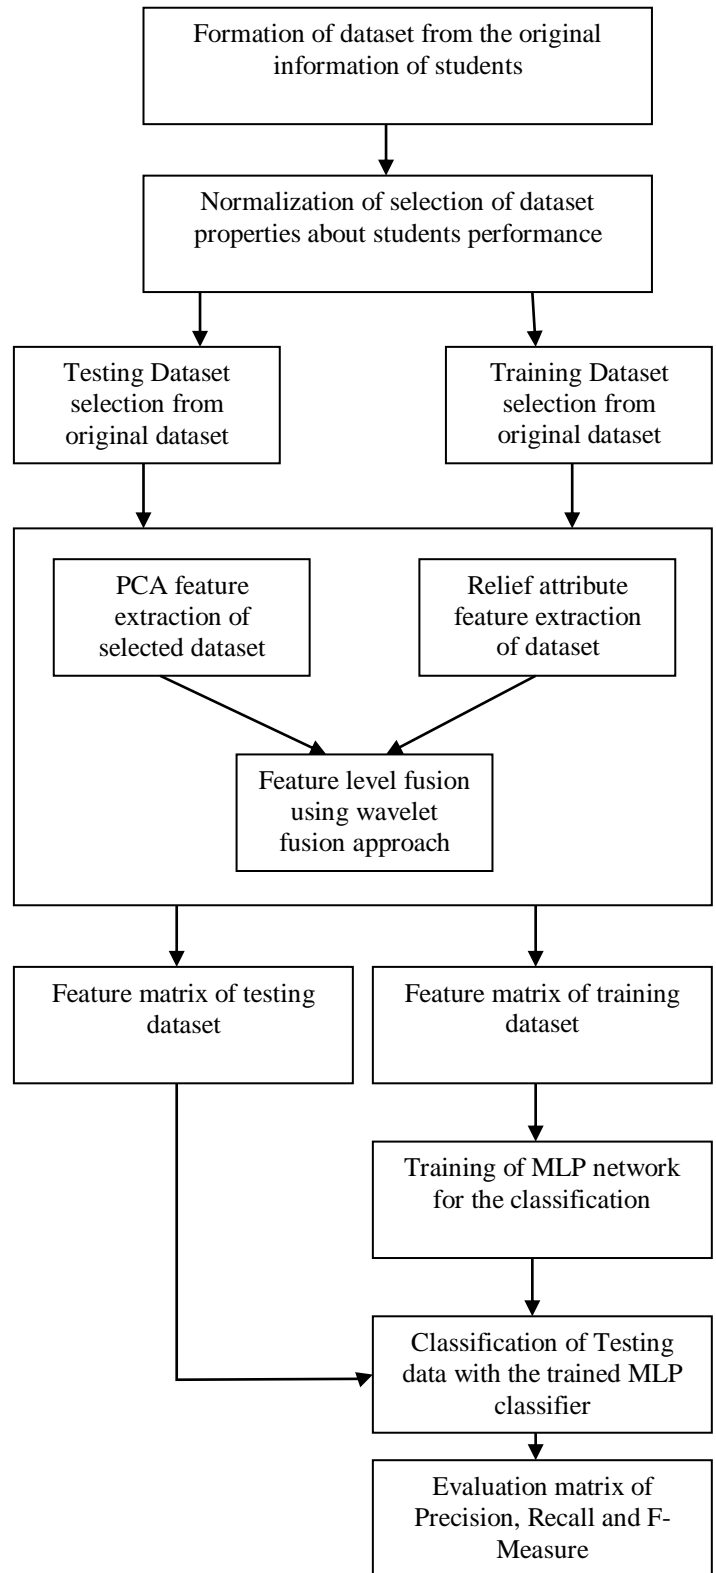 Formation of dataset from the original
information of students
Normalization of selection of dataset
properties about students performance
Testing Dataset
selection from
original dataset
Training Dataset
selection from
original dataset
PCA feature
extraction of
selected dataset
Relief attribute
feature extraction
of dataset
Feature level fusion
using wavelet
fusion approach
Feature matrix of testing
dataset
Feature matrix of training
dataset
Training of MLP network
for the classification
Classification of Testing
data with the trained MLP
classifier
Evaluation matrix of
Precision, Recall and F-
Measure